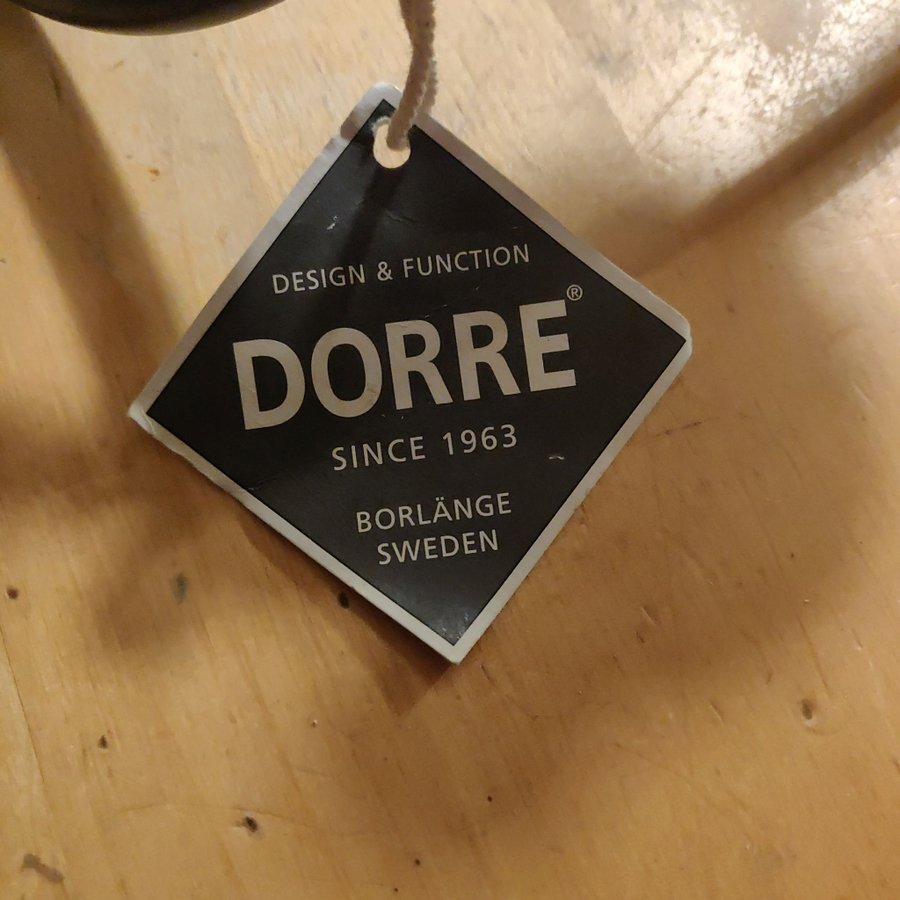 DESIGN & FUNCTION
DORRE®
SINCE 1963
BORLÄNGE
SWEDEN